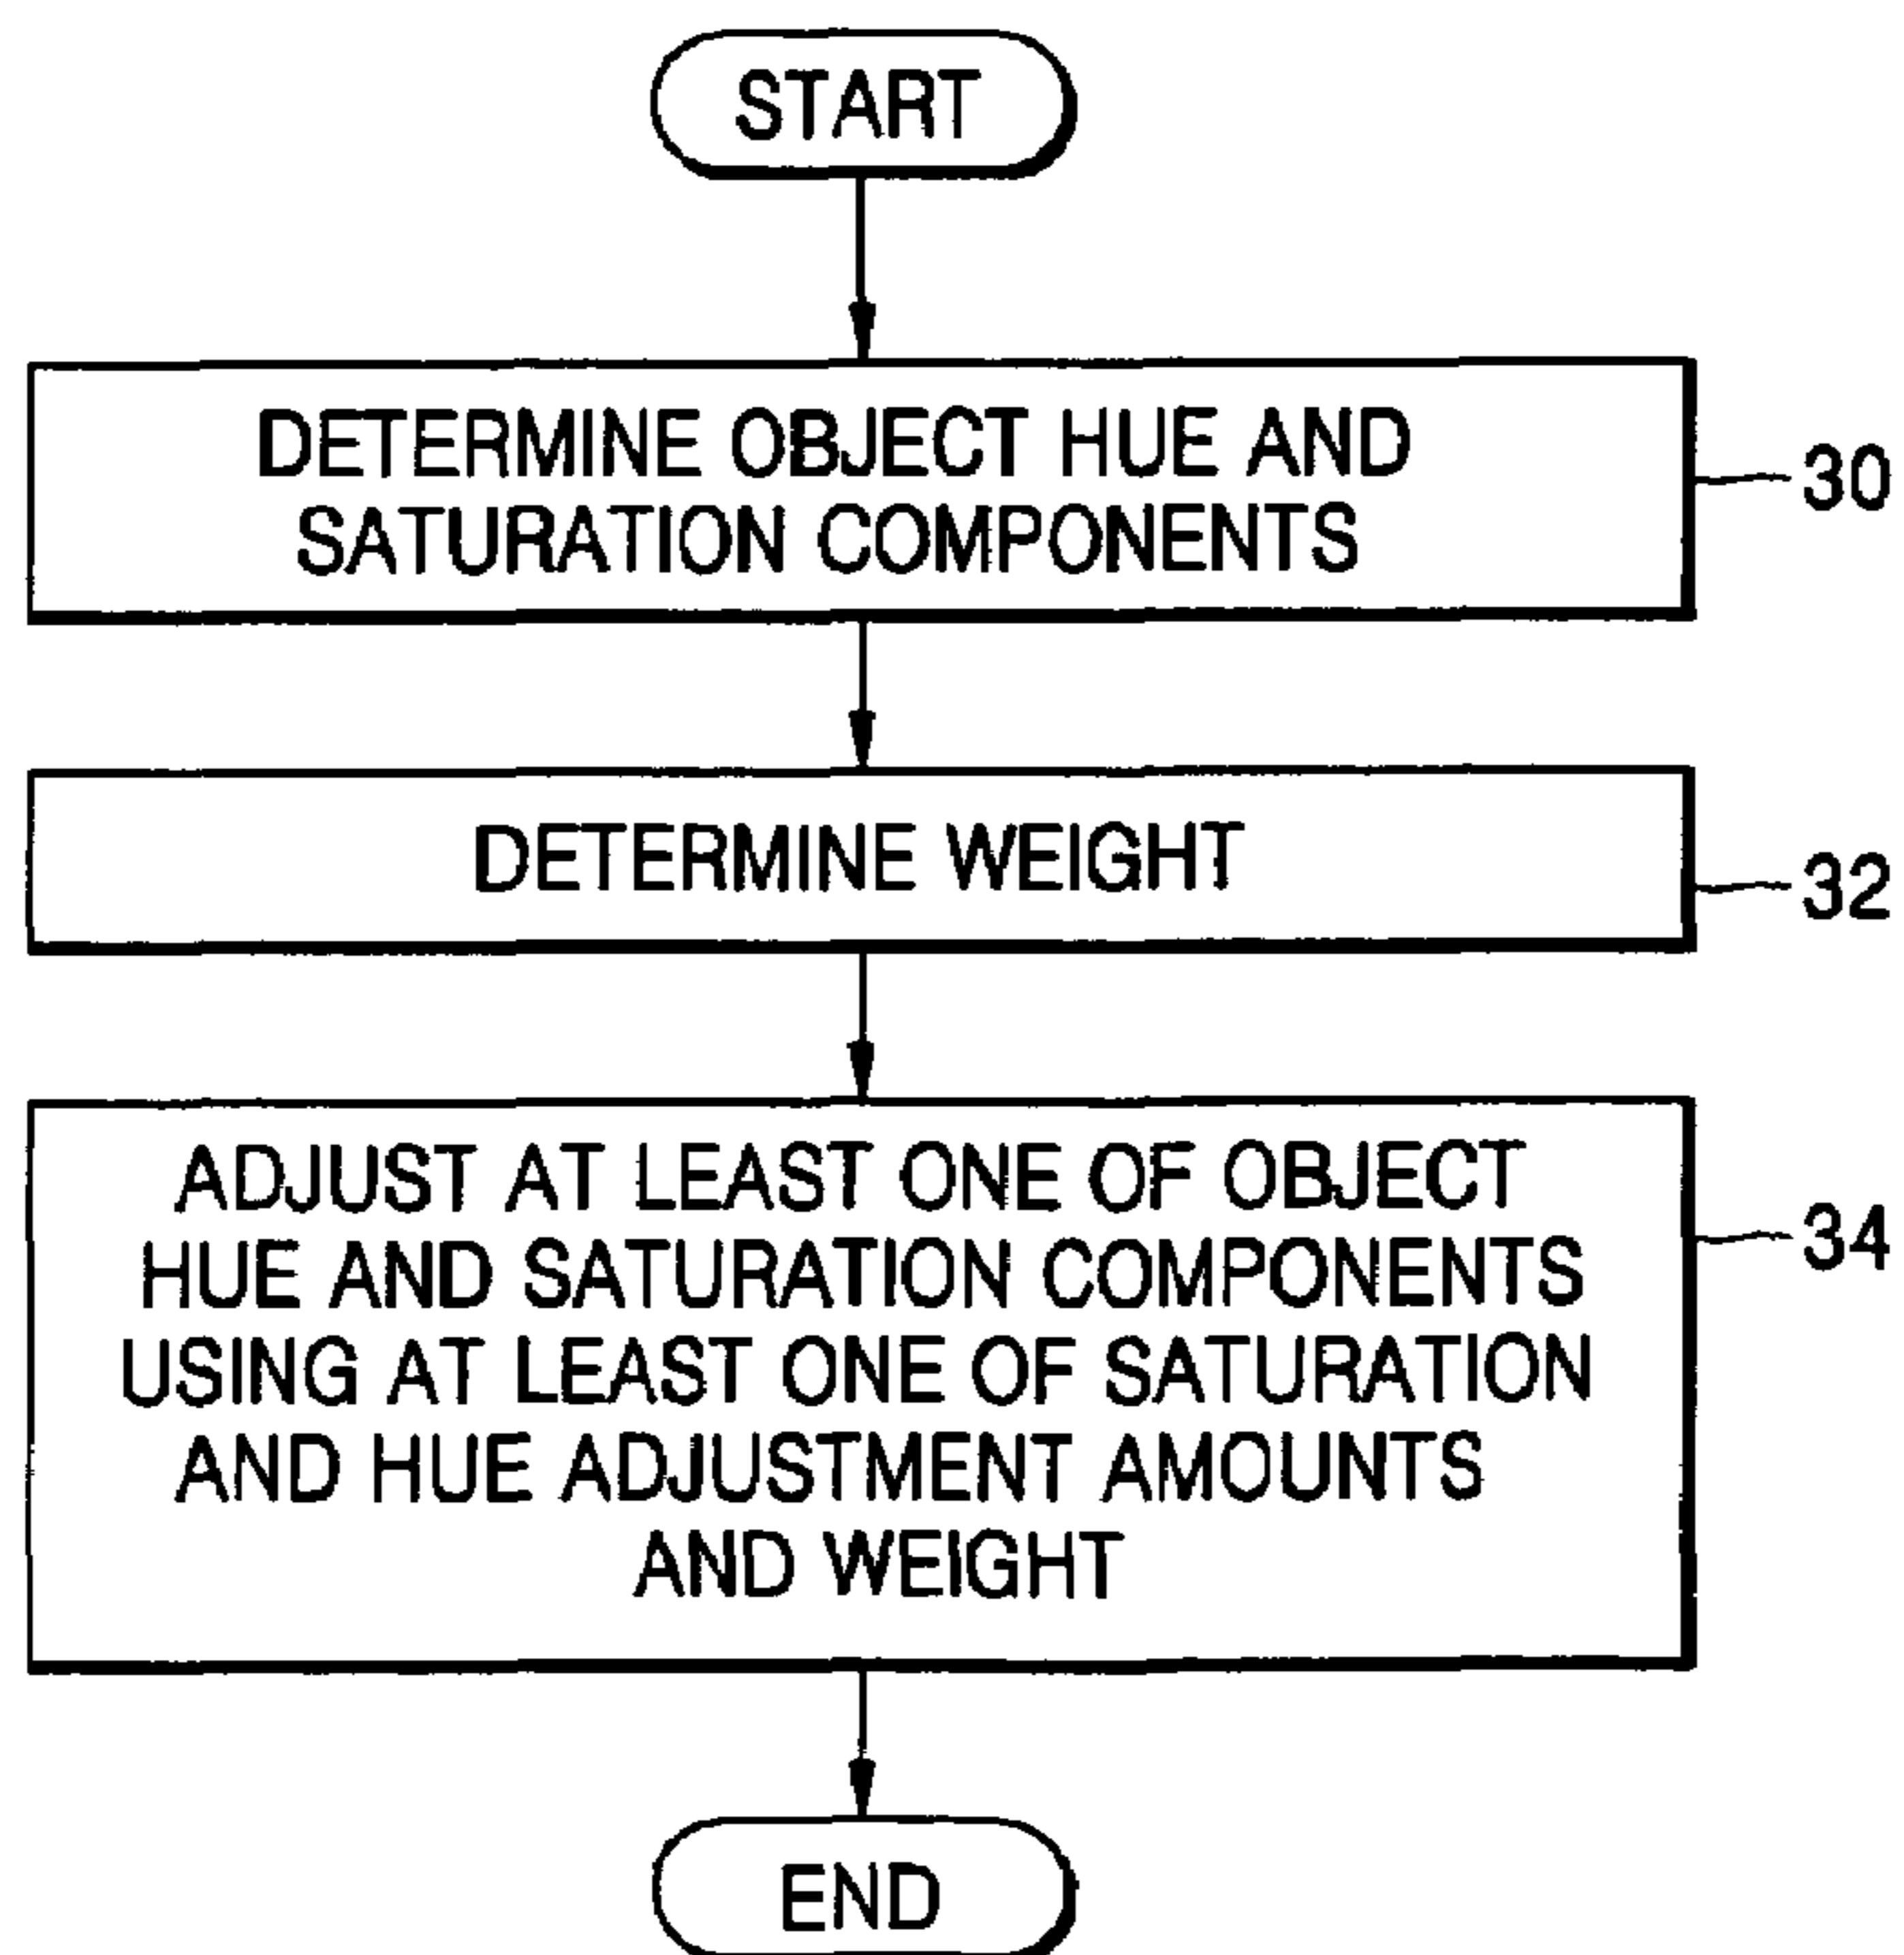 START
DETERMINE OBJECT HUE AND
SATURATION COMPONENTS
30
DETERMINE WEIGHT
32
ADJUST AT LEAST ONE OF OBJECT
HUE AND SATURATION COMPONENTS
USING AT LEAST ONE OF SATURATION
AND HUE ADJUSTMENT AMOUNTS
AND WEIGHT
34
END